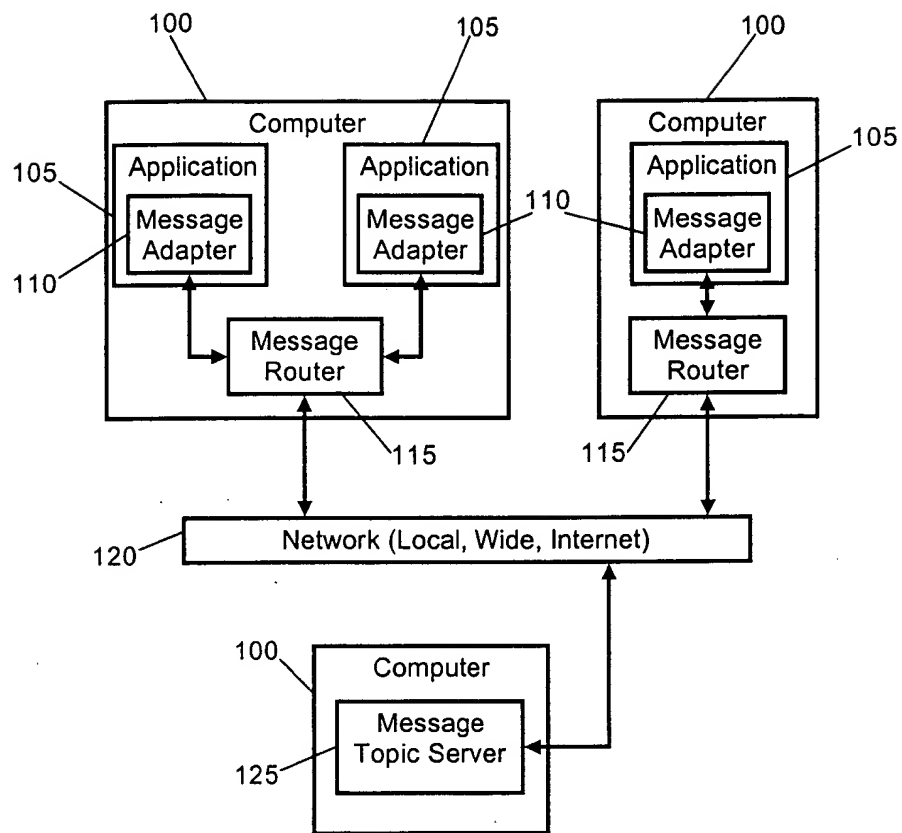 100
105
100
Computer
Computer
105
Application
Application
Application
105
Message
Adapter
Message
Adapter
110
Message
Adapter
110
Message
Router
Message
Router
115
115
120
Network (Local, Wide, Internet)
100
Computer
Message
Topic Server
125